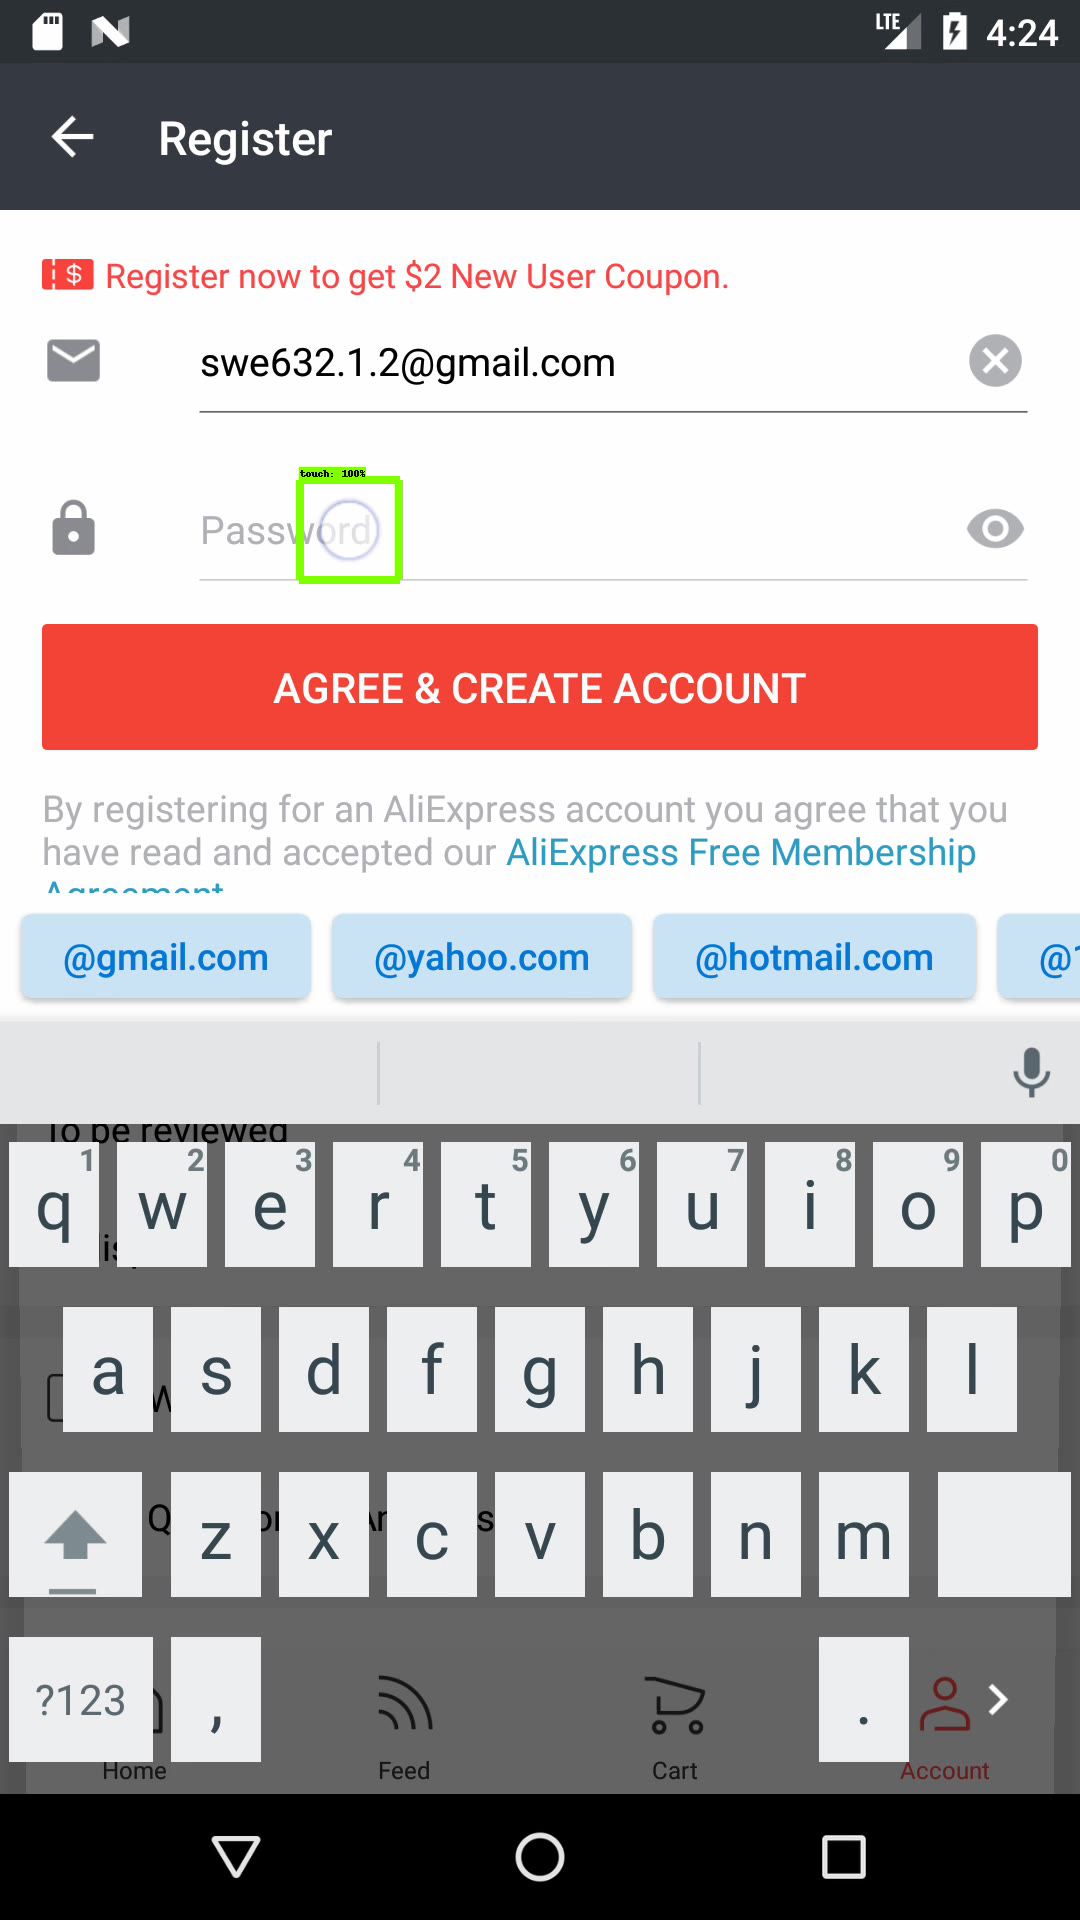 LTE 4:24
Register
$ Register now to get $2 New User Coupon.
swe632.1.2@gmail.com
touch: 100%
Password
AGREE & CREATE ACCOUNT
By registering for an AliExpress account you agree that you
have read and accepted our AliExpress Free Membership
Agreement
@gmail.com @yahoo.com @hotmail.com @1
To be reviewed
q 1 w 2 e 3 r 4 t 5 y 6 u 7 i 8 o 9 p 0
a s d f g h j k l
z x c v b n m
?123 , .
Home Feed Cart Account